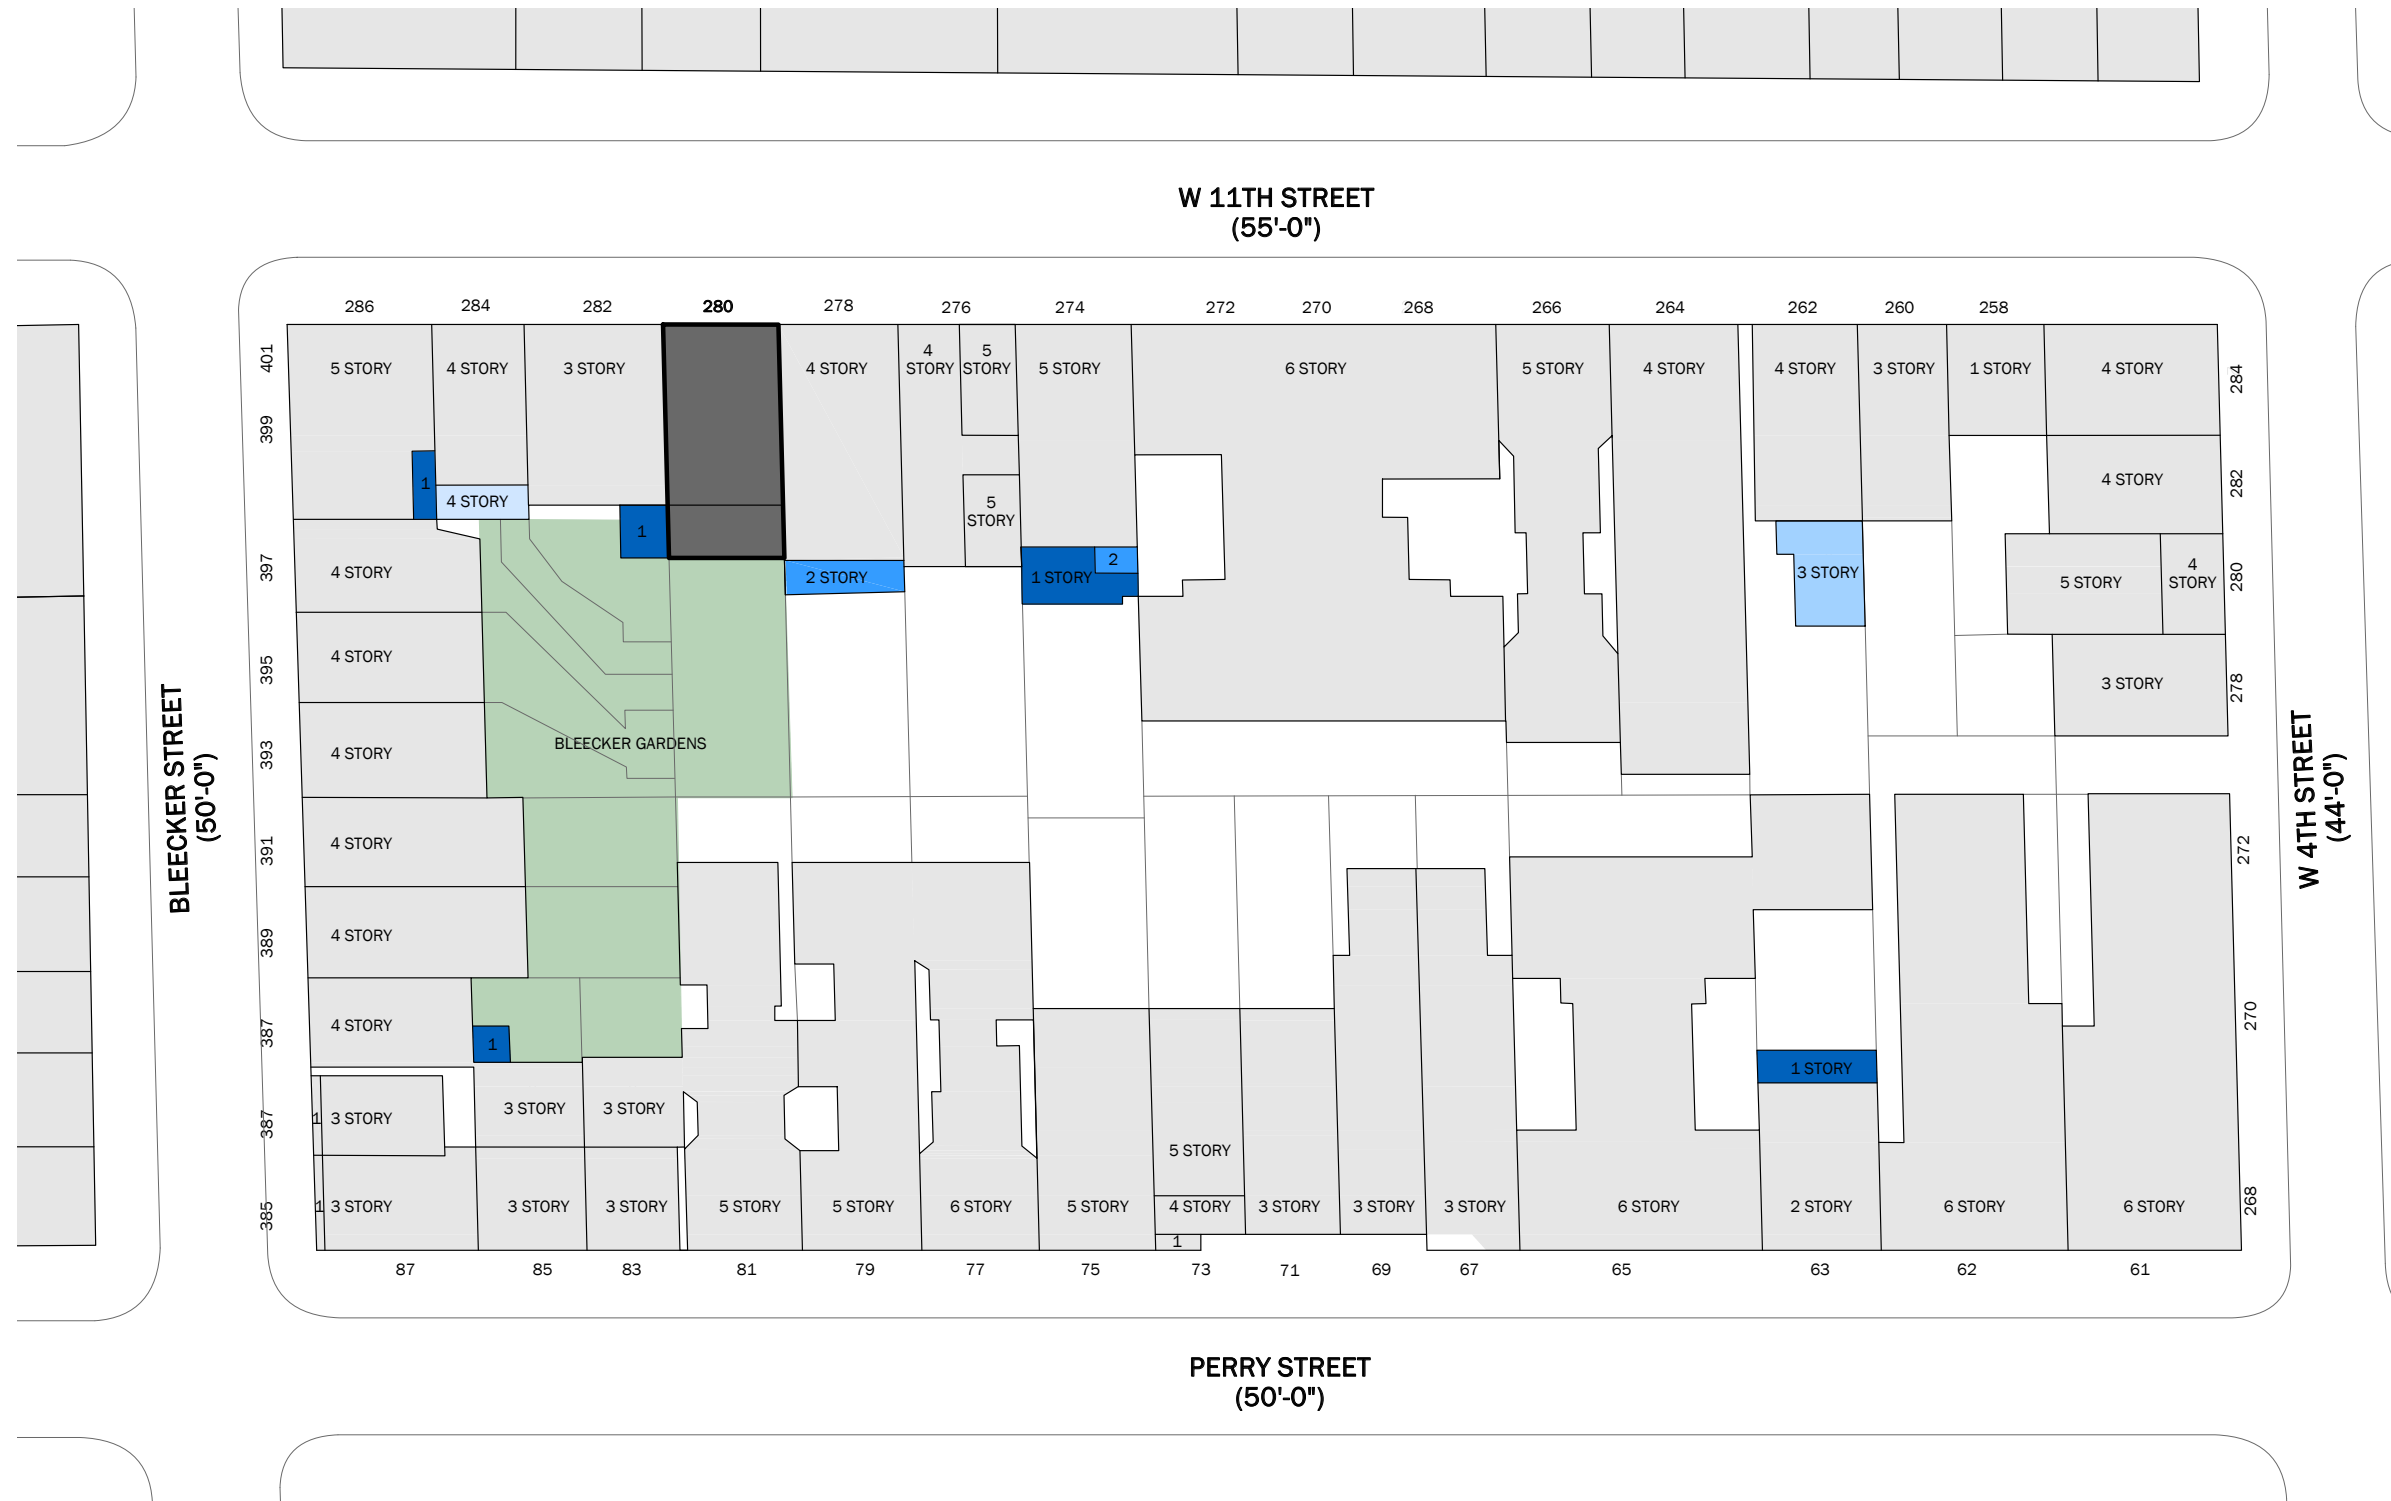 W 11TH STREET
(55'-0")
286
284
282
280
278
276
274
272
270
268
266
264
262
260
258
401
399
397
395
393
391
389
387
387
385
5 STORY
4 STORY
3 STORY
4 STORY
4
STORY
5
STORY
5 STORY
6 STORY
5 STORY
4 STORY
4 STORY
3 STORY
1 STORY
4 STORY
284
1
4 STORY
1
5
STORY
4 STORY
282
4 STORY
2 STORY
1 STORY
2
3 STORY
5 STORY
4
STORY
280
4 STORY
3 STORY
278
4 STORY
BLEECKER GARDENS
BLEECKER STREET
(50'-0")
W 4TH STREET
(44'-0")
4 STORY
272
4 STORY
4 STORY
1
270
1 STORY
1
3 STORY
3 STORY
3 STORY
5 STORY
1
3 STORY
3 STORY
3 STORY
5 STORY
5 STORY
6 STORY
5 STORY
4 STORY
3 STORY
3 STORY
3 STORY
6 STORY
2 STORY
6 STORY
6 STORY
268
1
87
85
83
81
79
77
75
73
71
69
67
65
63
62
61
PERRY STREET
(50'-0")